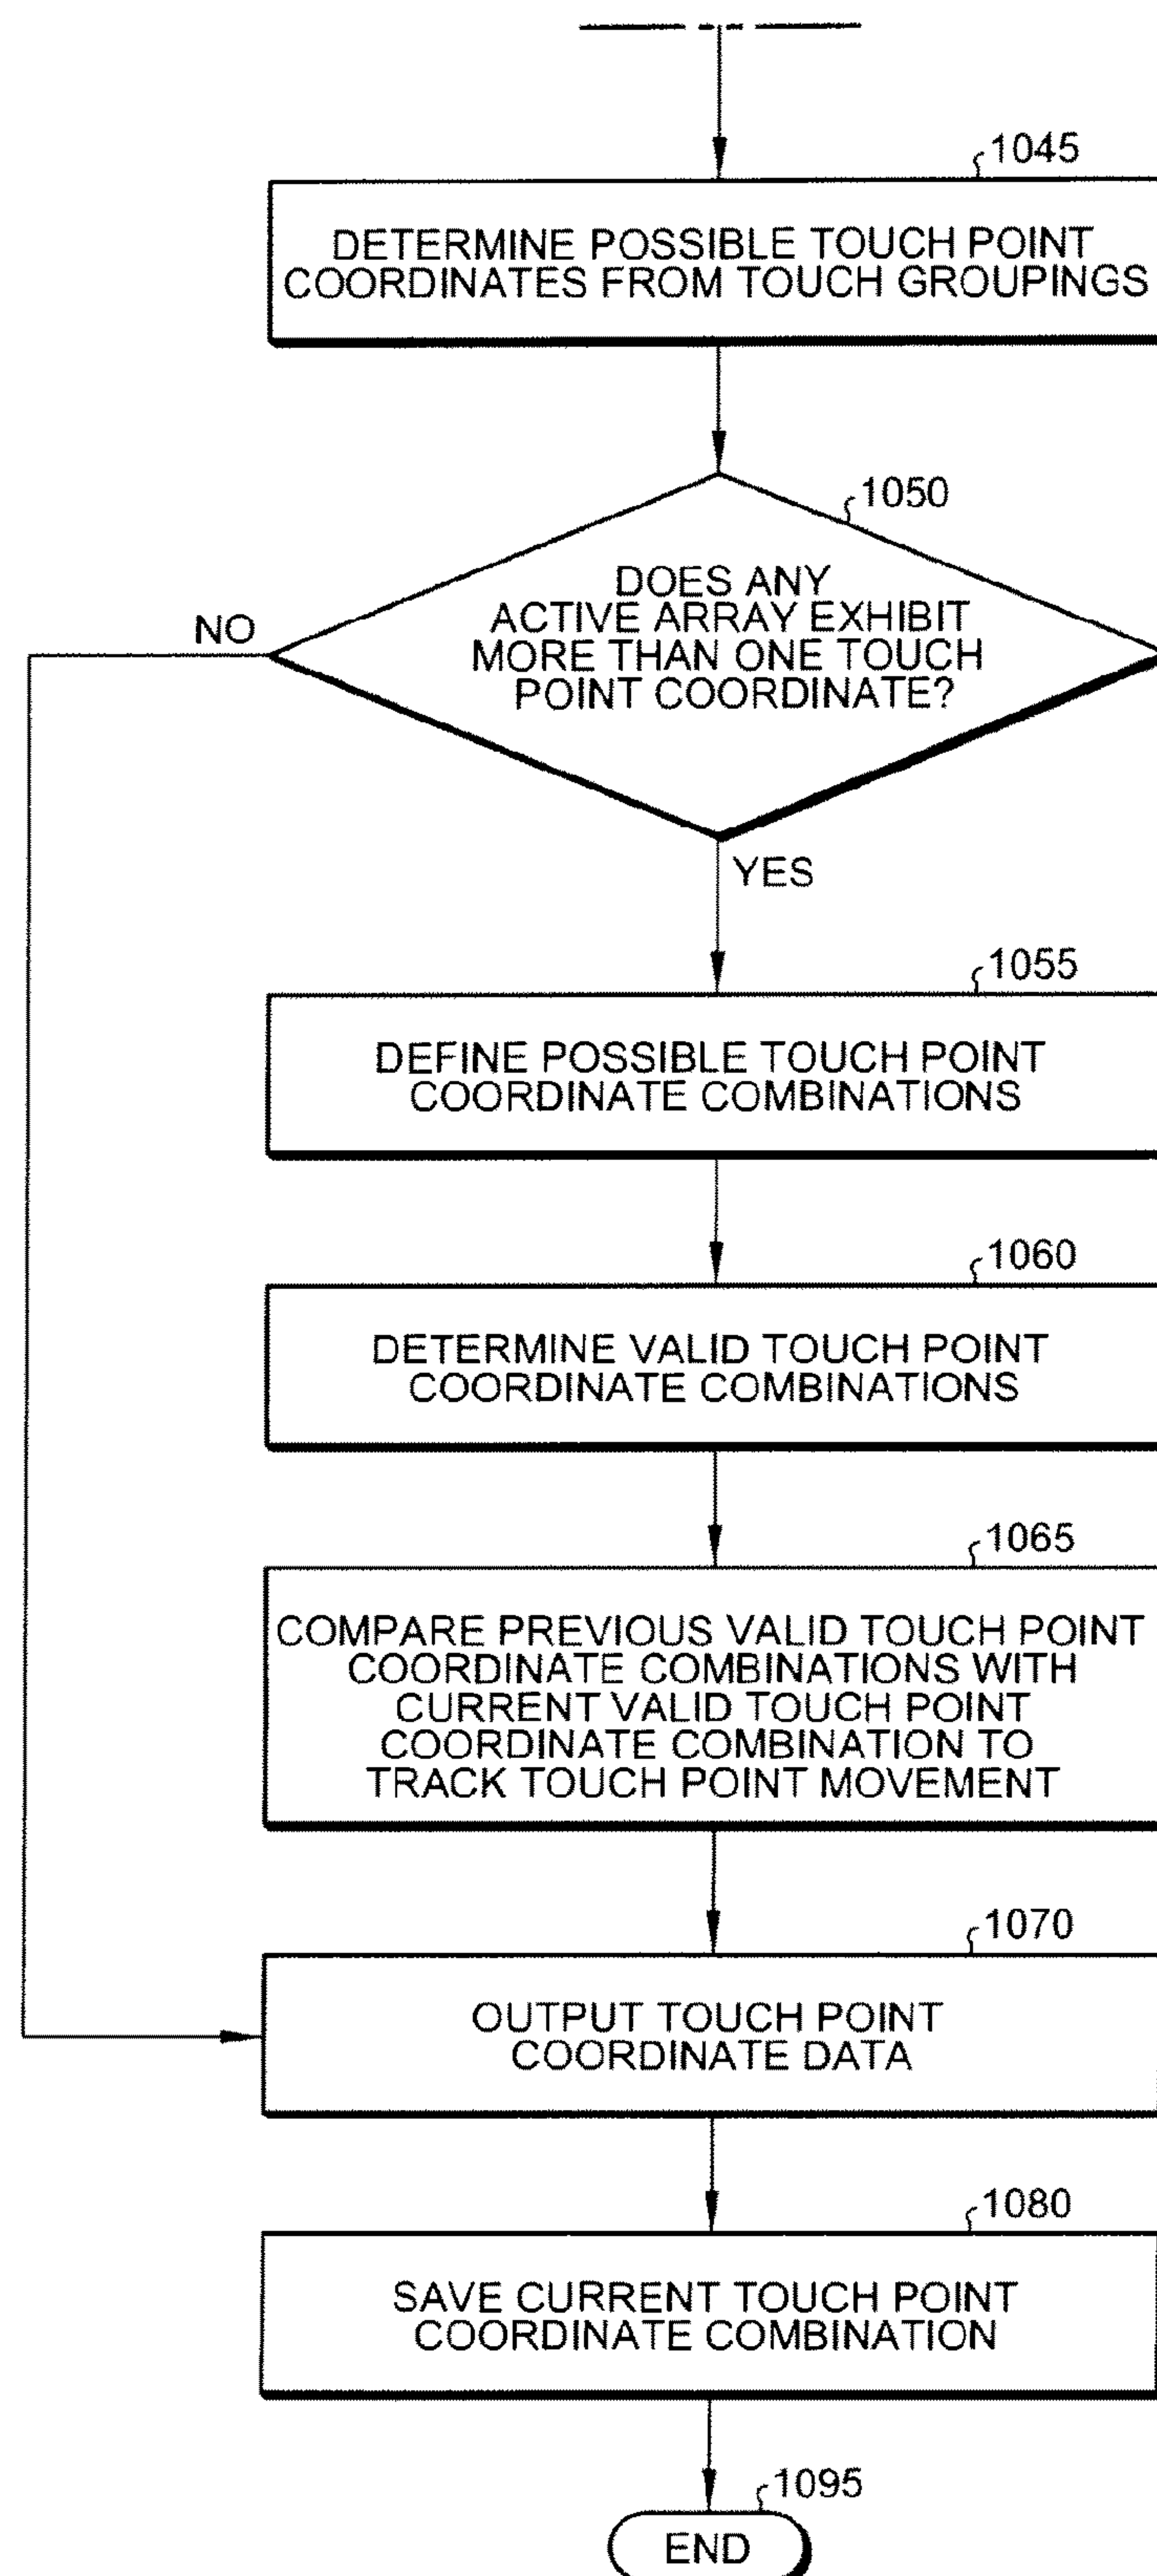 1045
DETERMINE POSSIBLE TOUCH POINT
COORDINATES FROM TOUCH GROUPINGS
1050
DOES ANY
ACTIVE ARRAY EXHIBIT
MORE THAN ONE TOUCH
POINT COORDINATE?
NO
YES
1055
DEFINE POSSIBLE TOUCH POINT
COORDINATE COMBINATIONS
1060
DETERMINE VALID TOUCH POINT
COORDINATE COMBINATIONS
1065
COMPARE PREVIOUS VALID TOUCH POINT
COORDINATE COMBINATIONS WITH
CURRENT VALID TOUCH POINT
COORDINATE COMBINATION TO
TRACK TOUCH POINT MOVEMENT
1070
OUTPUT TOUCH POINT
COORDINATE DATA
1080
SAVE CURRENT TOUCH POINT
COORDINATE COMBINATION
1095
END